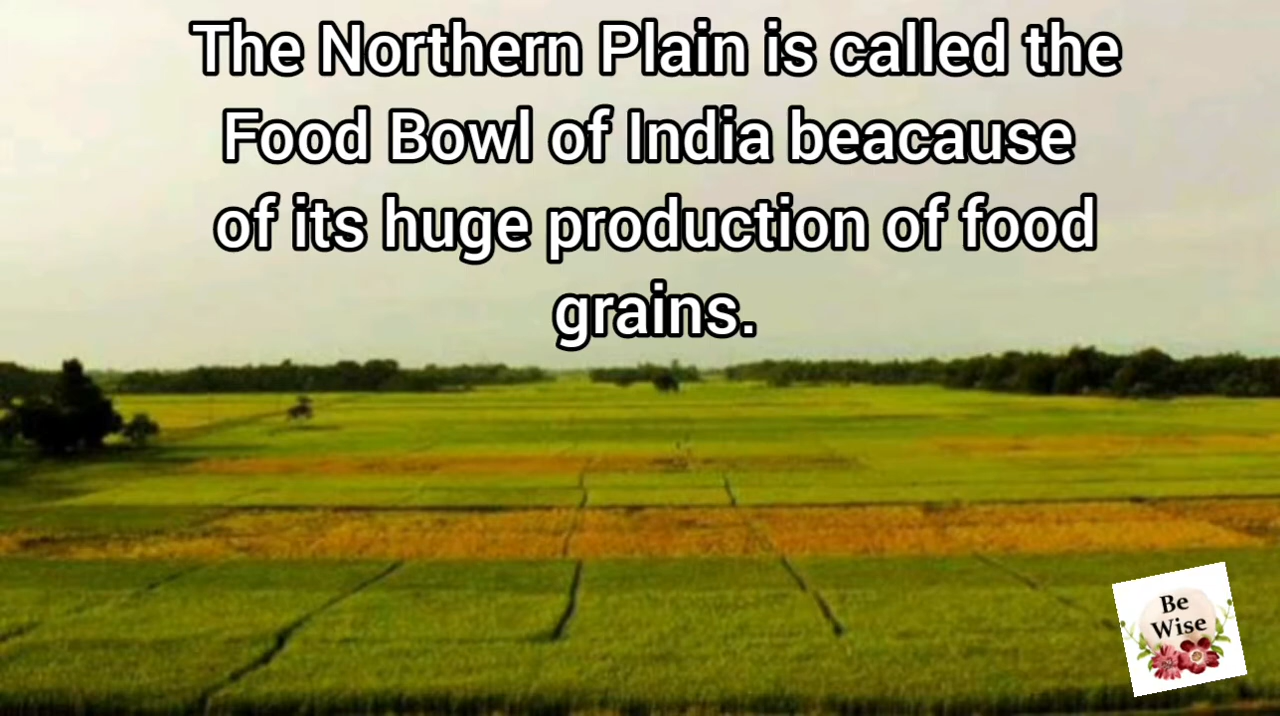 The Northern Plain is called the
Food Bowl of India beacause
of its huge production of food
grains.
Be
Wise